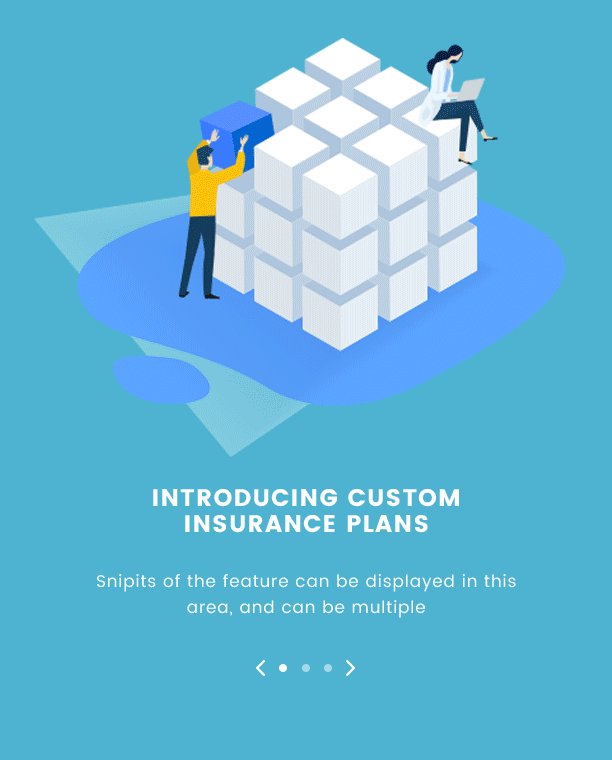 INTRODUCING CUSTOM
INSURANCE PLANS
Snipits of the feature can be displayed in this
area, and can be multiple